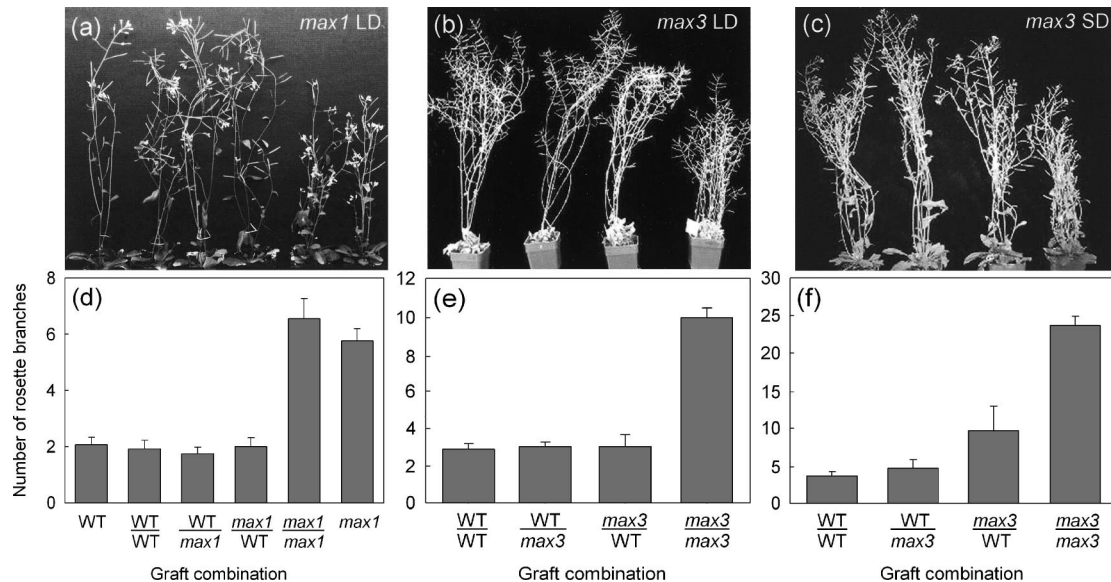 (a) max1 LD
(b) max3 LD
(c) max3 SD
Number of rosette branches
(d)
8
6
4
2
0
WT
WT/WT
WT/max1
max1/WT
max1/max1
max1
Graft combination
(e)
12
10
12
8
6
4
2
0
WT/WT
WT/max3
max3/WT
max3/max3
Graft combination
(f)
30
25
20
15
10
5
0
WT/WT
WT/max3
max3/WT
max3/max3
Graft combination